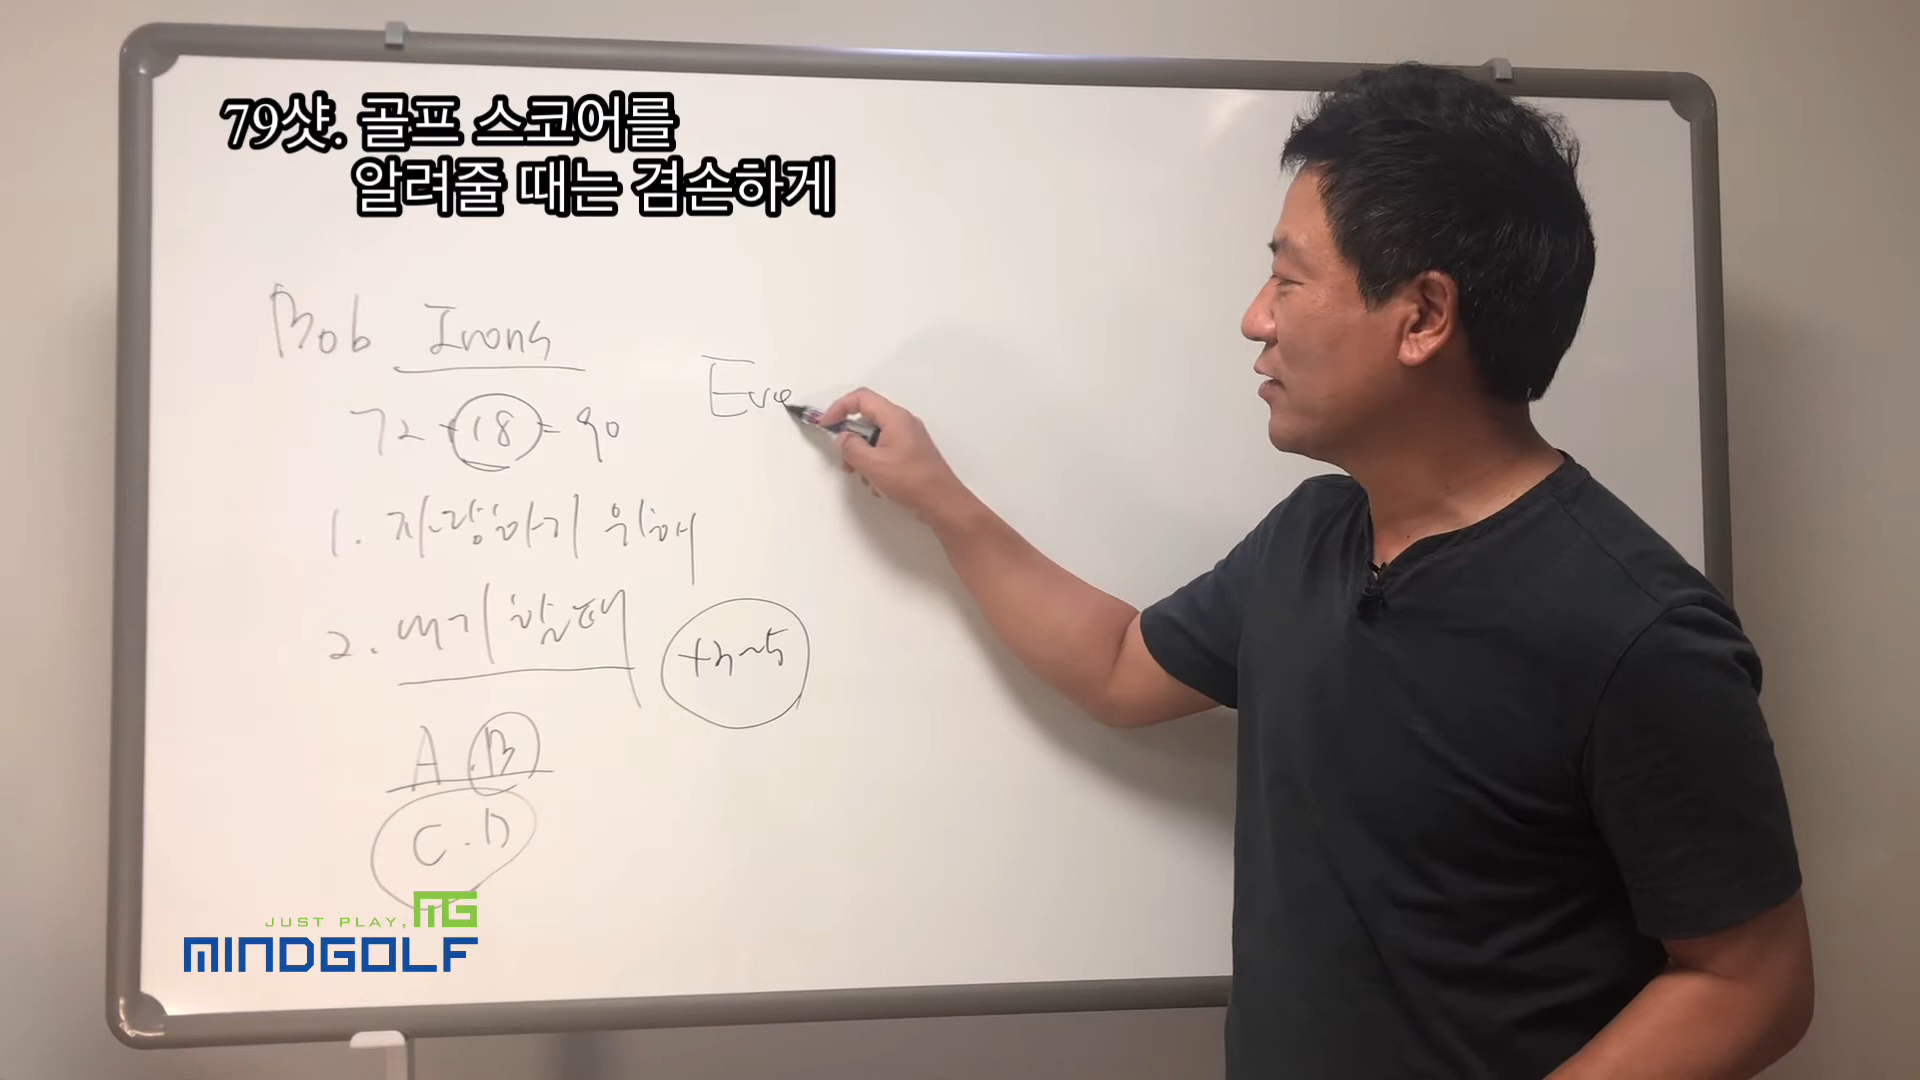 79샷. 골프 스코어를
알려줄 때는 겸손하게
Bob Irons
72+18=90
Eve
1. 자랑하기 위해
2. 내기 할 때
+3~5
A.B
C.D
JUST PLAY, MG
MINDGOLF